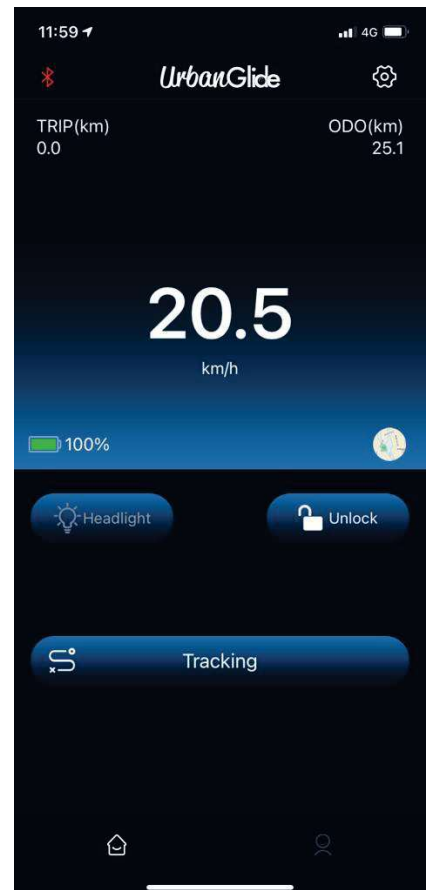 11:59
4G
UrbanGlide
TRIP(km)
ODO(km)
0.0
25.1
20.5
km/h
100%
Headlight
Unlock
Tracking